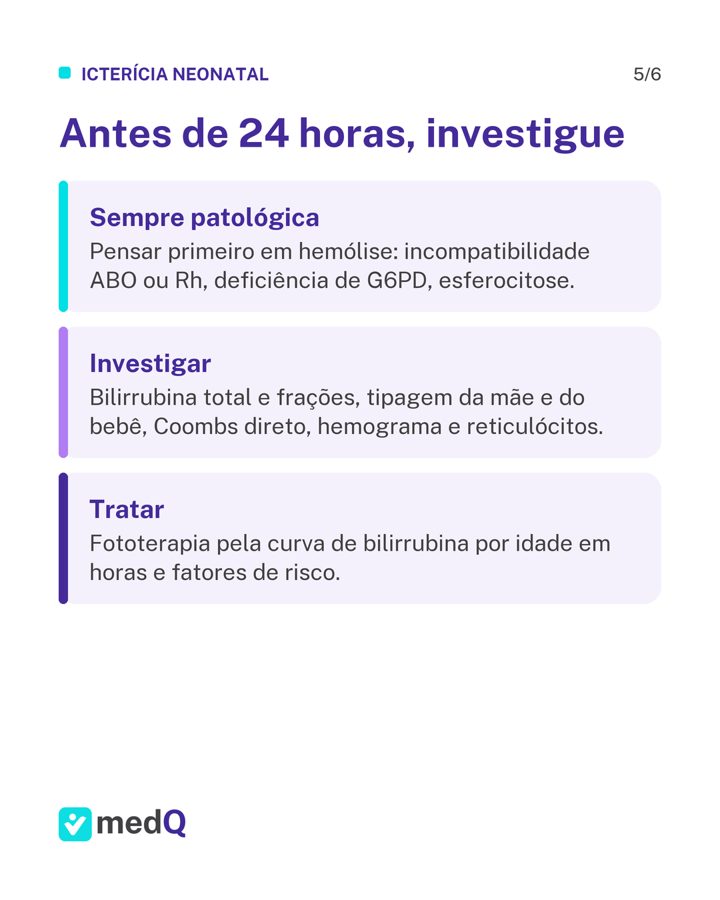 ICTERÍCIA NEONATAL
5/6
Antes de 24 horas, investigue
Sempre patológica
Pensar primeiro em hemólise: incompatibilidade
ABO ou Rh, deficiência de G6PD, esferocitose.
Investigar
Bilirrubina total e frações, tipagem da mãe e do
bebê, Coombs direto, hemograma e reticulócitos.
Tratar
Fototerapia pela curva de bilirrubina por idade em
horas e fatores de risco.
medQ